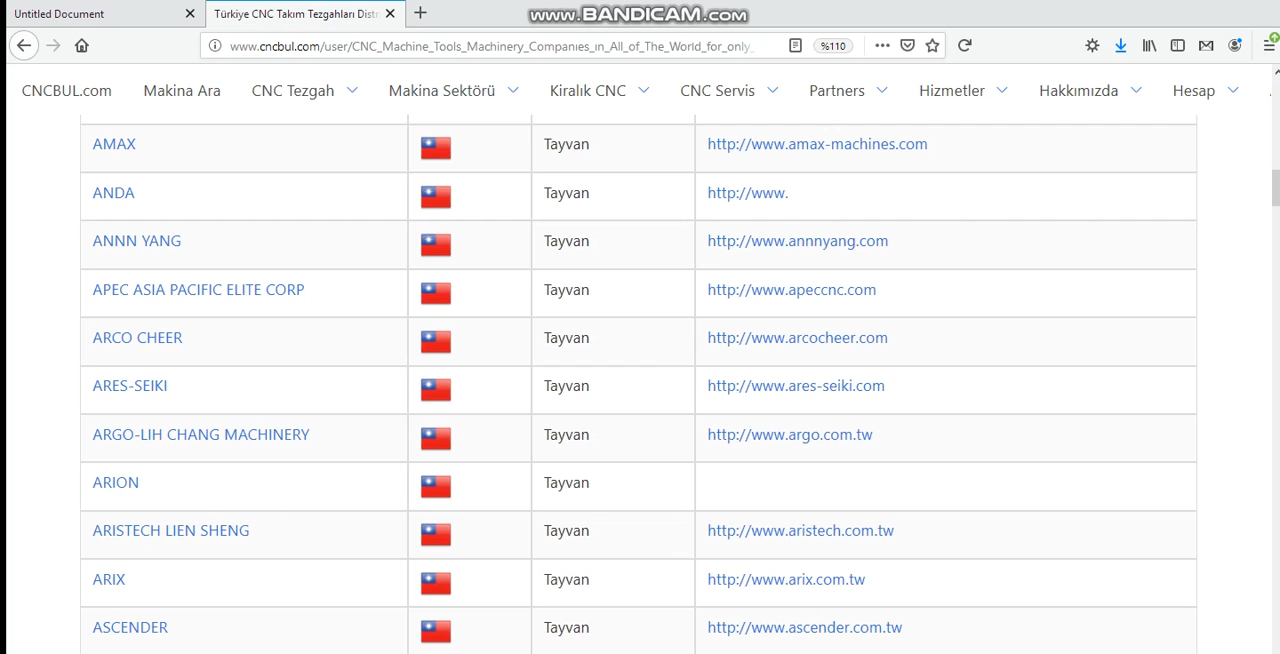 Untitled Document
Türkiye CNC Takım Tezgahları Distr
www.BANDICAM.com
www.cncbul.com/user/CNC_Machine_Tools_Machinery_Companies_ın_All_of_The_World_for_only_
%110
CNCBUL.com Makina Ara CNC Tezgah Makina Sektörü Kiralık CNC CNC Servis Partners Hizmetler Hakkımızda Hesap
AMAX Tayvan http://www.amax-machines.com
ANDA Tayvan http://www.
ANNN YANG Tayvan http://www.annnyang.com
APEC ASIA PACIFIC ELITE CORP Tayvan http://www.apeccnc.com
ARCO CHEER Tayvan http://www.arcocheer.com
ARES-SEIKI Tayvan http://www.ares-seiki.com
ARGO-LIH CHANG MACHINERY Tayvan http://www.argo.com.tw
ARION Tayvan
ARISTECH LIEN SHENG Tayvan http://www.aristech.com.tw
ARIX Tayvan http://www.arix.com.tw
ASCENDER Tayvan http://www.ascender.com.tw